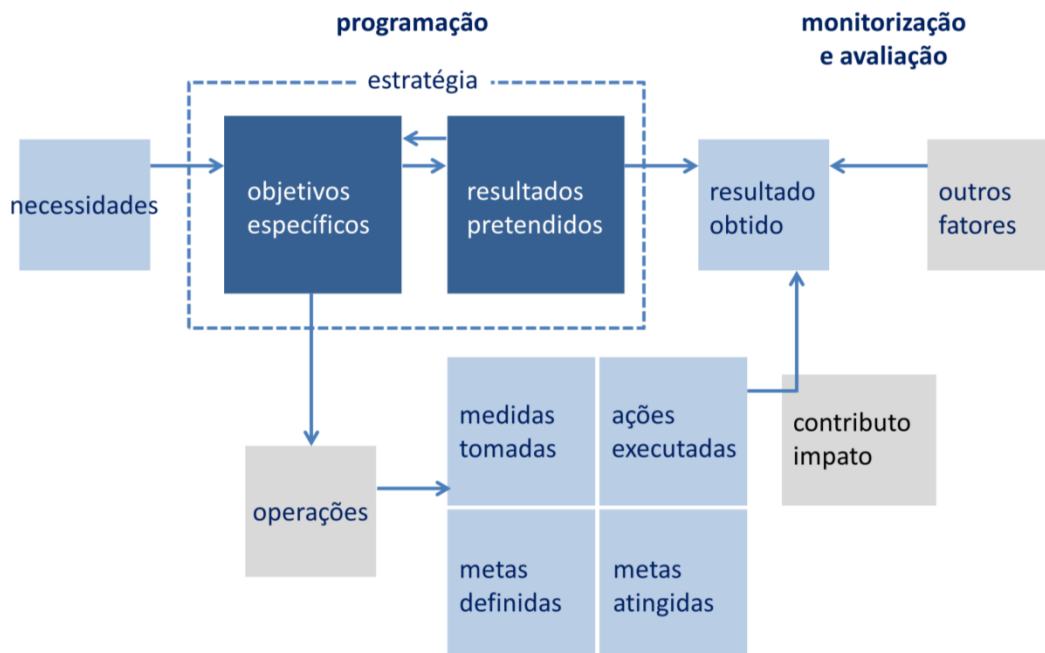 programação
monitorização
e avaliação
estratégia
necessidades
objetivos
específicos
resultados
pretendidos
resultado
obtido
outros
fatores
medidas
tomadas
ações
executadas
contributo
impato
operações
metas
definidas
metas
atingidas